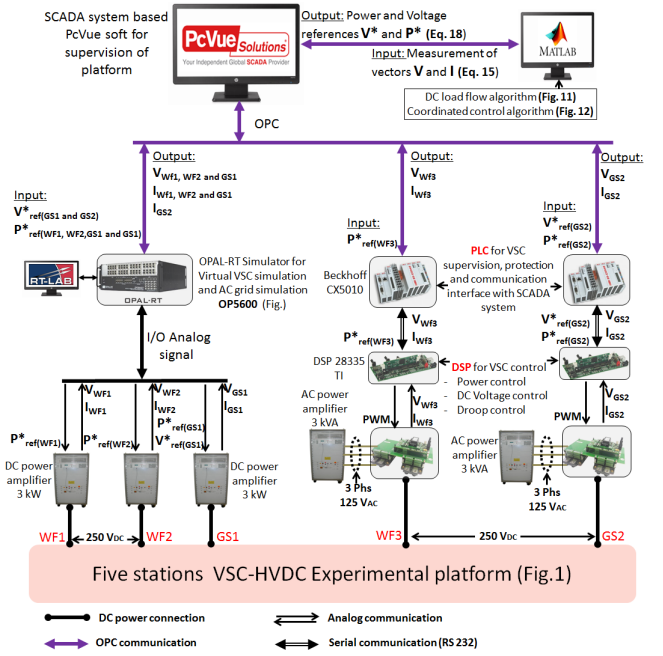 SCADA system based
PcVue soft for
supervision of
platform
PcVue
Solutions®
Your Independent Global SCADA Provider
Output: Power and Voltage
references V* and P* (Eq. 18)
Input: Measurement of
vectors V and I (Eq. 15)
MATLAB
DC load flow algorithm (Fig. 11)
Coordinated control algorithm (Fig. 12)
OPC
Output:
VWf1, WF2 and GS1
IWf1, WF2 and GS1
IGS2
Input:
V*ref(GS1 and GS2)
P*ref(WF1, WF2,GS1 and GS1)
Output:
VWf3
IWf3
Input:
P*ref(WF3)
Output:
VGS2
IGS2
Input:
V*ref(GS2)
P*ref(GS2)
RT-LAB
OPAL-RT
OPAL-RT Simulator for
Virtual VSC simulation
and AC grid simulation
OP5600 (Fig.)
Beckhoff
CX5010
PLC for VSC
supervision, protection
and communication
interface with SCADA
system
I/O Analog
signal
P*ref(WF3)
VWf3
IWf3
V*ref(GS2)
P*ref(GS2)
VGS2
IGS2
DSP 28335
TI
DSP for VSC control
- Power control
- DC Voltage control
- Droop control
VWF1
IWF1
VWF2
IWF2
P*ref(GS1)
V*ref(GS1)
VGS1
IGS1
P*ref(WF1)
P*ref(WF2)
AC power
amplifier
3 kVA
PWM
VWf3
IWf3
AC power
amplifier
3 kVA
PWM
VGS2
IGS2
DC power
amplifier
3 kW
DC power
amplifier
3 kW
DC power
amplifier
3 kW
3 Phs
125 VAC
3 Phs
125 VAC
WF1
250 VDC
WF2
GS1
WF3
250 VDC
GS2
Five stations VSC-HVDC Experimental platform (Fig.1)
DC power connection
Analog communication
OPC communication
Serial communication (RS 232)